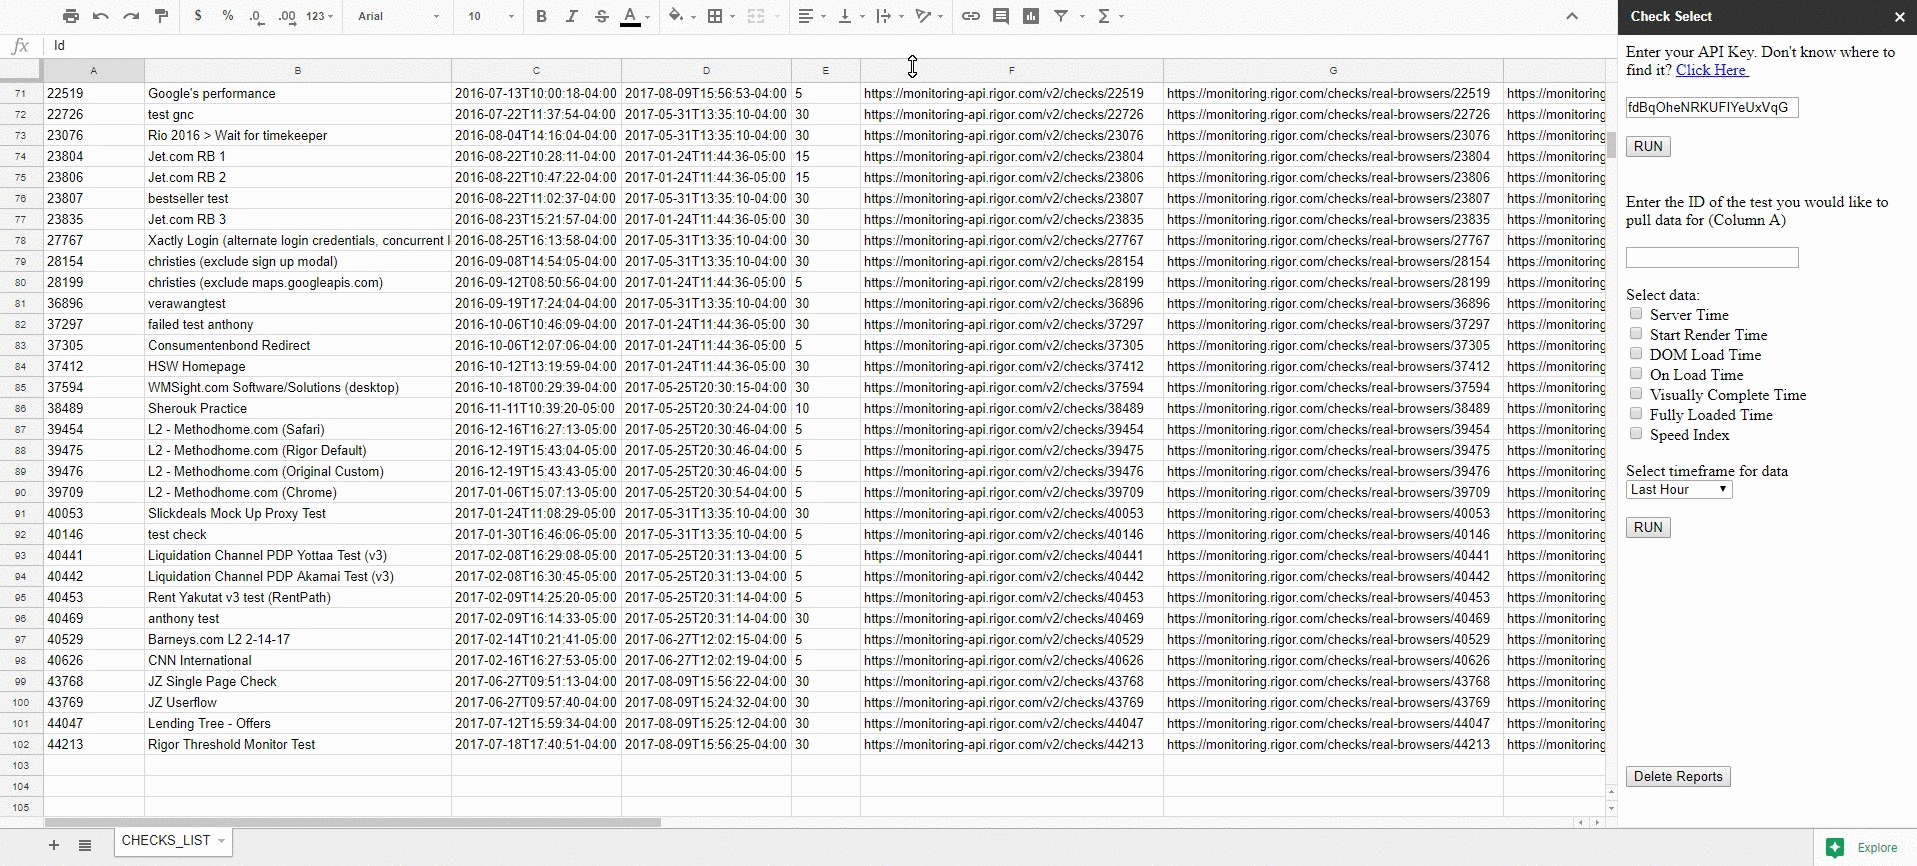 $ % .0 .00 123 Arial 10 B I S A Check Select ×
fx Id
A B C D E F G
71 22519 Google's performance 2016-07-13T10:00:18-04:00 2017-08-09T15:56:53-04:00 5 https://monitoring-api.rigor.com/v2/checks/22519 https://monitoring.rigor.com/checks/real-browsers/22519 https://monitoring
72 22726 test gnc 2016-07-22T11:37:54-04:00 2017-05-31T13:35:10-04:00 30 https://monitoring-api.rigor.com/v2/checks/22726 https://monitoring.rigor.com/checks/real-browsers/22726 https://monitoring
73 23076 Rio 2016 > Wait for timekeeper 2016-08-04T14:16:04-04:00 2017-05-31T13:35:10-04:00 30 https://monitoring-api.rigor.com/v2/checks/23076 https://monitoring.rigor.com/checks/real-browsers/23076 https://monitoring
74 23804 Jet.com RB 1 2016-08-22T10:28:11-04:00 2017-01-24T11:44:36-05:00 15 https://monitoring-api.rigor.com/v2/checks/23804 https://monitoring.rigor.com/checks/real-browsers/23804 https://monitoring
75 23806 Jet.com RB 2 2016-08-22T10:47:22-04:00 2017-01-24T11:44:36-05:00 15 https://monitoring-api.rigor.com/v2/checks/23806 https://monitoring.rigor.com/checks/real-browsers/23806 https://monitoring
76 23807 bestseller test 2016-08-22T11:02:37-04:00 2017-05-31T13:35:10-04:00 30 https://monitoring-api.rigor.com/v2/checks/23807 https://monitoring.rigor.com/checks/real-browsers/23807 https://monitoring
77 23835 Jet.com RB 3 2016-08-23T15:21:57-04:00 2017-01-24T11:44:36-05:00 30 https://monitoring-api.rigor.com/v2/checks/23835 https://monitoring.rigor.com/checks/real-browsers/23835 https://monitoring
78 27767 Xactly Login (alternate login credentials, concurrent l 2016-08-25T16:13:58-04:00 2017-05-31T13:35:10-04:00 30 https://monitoring-api.rigor.com/v2/checks/27767 https://monitoring.rigor.com/checks/real-browsers/27767 https://monitoring
79 28154 christies (exclude sign up modal) 2016-09-08T14:54:05-04:00 2017-05-31T13:35:10-04:00 30 https://monitoring-api.rigor.com/v2/checks/28154 https://monitoring.rigor.com/checks/real-browsers/28154 https://monitoring
80 28199 christies (exclude maps.googleapis.com) 2016-09-12T08:50:56-04:00 2017-01-24T11:44:36-05:00 5 https://monitoring-api.rigor.com/v2/checks/28199 https://monitoring.rigor.com/checks/real-browsers/28199 https://monitoring
81 36896 verawangtest 2016-09-19T17:24:04-04:00 2017-05-31T13:35:10-04:00 30 https://monitoring-api.rigor.com/v2/checks/36896 https://monitoring.rigor.com/checks/real-browsers/36896 https://monitoring
82 37297 failed test anthony 2016-10-06T10:46:09-04:00 2017-01-24T11:44:36-05:00 30 https://monitoring-api.rigor.com/v2/checks/37297 https://monitoring.rigor.com/checks/real-browsers/37297 https://monitoring
83 37305 Consumentenbond Redirect 2016-10-06T12:07:06-04:00 2017-01-24T11:44:36-05:00 5 https://monitoring-api.rigor.com/v2/checks/37305 https://monitoring.rigor.com/checks/real-browsers/37305 https://monitoring
84 37412 HSW Homepage 2016-10-12T13:19:59-04:00 2017-01-24T11:44:36-05:00 30 https://monitoring-api.rigor.com/v2/checks/37412 https://monitoring.rigor.com/checks/real-browsers/37412 https://monitoring
85 37594 WMSight.com Software/Solutions (desktop) 2016-10-18T00:29:39-04:00 2017-05-25T20:30:15-04:00 30 https://monitoring-api.rigor.com/v2/checks/37594 https://monitoring.rigor.com/checks/real-browsers/37594 https://monitoring
86 38489 Sherouk Practice 2016-11-11T10:39:20-05:00 2017-05-25T20:30:24-04:00 10 https://monitoring-api.rigor.com/v2/checks/38489 https://monitoring.rigor.com/checks/real-browsers/38489 https://monitoring
87 39454 L2 - Methodhome.com (Safari) 2016-12-16T16:27:13-05:00 2017-05-25T20:30:46-04:00 5 https://monitoring-api.rigor.com/v2/checks/39454 https://monitoring.rigor.com/checks/real-browsers/39454 https://monitoring
88 39475 L2 - Methodhome.com (Rigor Default) 2016-12-19T15:43:04-05:00 2017-05-25T20:30:46-04:00 5 https://monitoring-api.rigor.com/v2/checks/39475 https://monitoring.rigor.com/checks/real-browsers/39475 https://monitoring
89 39476 L2 - Methodhome.com (Original Custom) 2016-12-19T15:43:43-05:00 2017-05-25T20:30:46-04:00 5 https://monitoring-api.rigor.com/v2/checks/39476 https://monitoring.rigor.com/checks/real-browsers/39476 https://monitoring
90 39709 L2 - Methodhome.com (Chrome) 2017-01-06T15:07:13-05:00 2017-05-25T20:30:54-04:00 5 https://monitoring-api.rigor.com/v2/checks/39709 https://monitoring.rigor.com/checks/real-browsers/39709 https://monitoring
91 40053 Slickdeals Mock Up Proxy Test 2017-01-24T11:08:29-05:00 2017-05-31T13:35:10-04:00 30 https://monitoring-api.rigor.com/v2/checks/40053 https://monitoring.rigor.com/checks/real-browsers/40053 https://monitoring
92 40146 test check 2017-01-30T16:46:06-05:00 2017-05-31T13:35:10-04:00 5 https://monitoring-api.rigor.com/v2/checks/40146 https://monitoring.rigor.com/checks/real-browsers/40146 https://monitoring
93 40441 Liquidation Channel PDP Yottaa Test (v3) 2017-02-08T16:29:08-05:00 2017-05-25T20:31:13-04:00 5 https://monitoring-api.rigor.com/v2/checks/40441 https://monitoring.rigor.com/checks/real-browsers/40441 https://monitoring
94 40442 Liquidation Channel PDP Akamai Test (v3) 2017-02-08T16:30:45-05:00 2017-05-25T20:31:13-04:00 5 https://monitoring-api.rigor.com/v2/checks/40442 https://monitoring.rigor.com/checks/real-browsers/40442 https://monitoring
95 40453 Rent Yakutat v3 test (RentPath) 2017-02-09T14:25:20-05:00 2017-05-25T20:31:14-04:00 5 https://monitoring-api.rigor.com/v2/checks/40453 https://monitoring.rigor.com/checks/real-browsers/40453 https://monitoring
96 40469 anthony test 2017-02-09T16:14:33-05:00 2017-05-25T20:31:14-04:00 30 https://monitoring-api.rigor.com/v2/checks/40469 https://monitoring.rigor.com/checks/real-browsers/40469 https://monitoring
97 40529 Barneys.com L2 2-14-17 2017-02-14T10:21:41-05:00 2017-06-27T12:02:15-04:00 5 https://monitoring-api.rigor.com/v2/checks/40529 https://monitoring.rigor.com/checks/real-browsers/40529 https://monitoring
98 40626 CNN International 2017-02-16T16:27:53-05:00 2017-06-27T12:02:19-04:00 5 https://monitoring-api.rigor.com/v2/checks/40626 https://monitoring.rigor.com/checks/real-browsers/40626 https://monitoring
99 43768 JZ Single Page Check 2017-06-27T09:51:13-04:00 2017-08-09T15:56:22-04:00 30 https://monitoring-api.rigor.com/v2/checks/43768 https://monitoring.rigor.com/checks/real-browsers/43768 https://monitoring
100 43769 JZ Userflow 2017-06-27T09:57:40-04:00 2017-08-09T15:24:32-04:00 30 https://monitoring-api.rigor.com/v2/checks/43769 https://monitoring.rigor.com/checks/real-browsers/43769 https://monitoring
101 44047 Lending Tree - Offers 2017-07-12T15:59:34-04:00 2017-08-09T15:25:12-04:00 30 https://monitoring-api.rigor.com/v2/checks/44047 https://monitoring.rigor.com/checks/real-browsers/44047 https://monitoring
102 44213 Rigor Threshold Monitor Test 2017-07-18T17:40:51-04:00 2017-08-09T15:56:25-04:00 30 https://monitoring-api.rigor.com/v2/checks/44213 https://monitoring.rigor.com/checks/real-browsers/44213 https://monitoring
103
104
105
CHECKS_LIST
Enter your API Key. Don't know where to
find it? Click Here
fdBqOheNRKUFIYeUxVqG
RUN
Enter the ID of the test you would like to
pull data for (Column A)
Select data:
Server Time
Start Render Time
DOM Load Time
On Load Time
Visually Complete Time
Fully Loaded Time
Speed Index
Select timeframe for data
Last Hour
RUN
Delete Reports
Explore